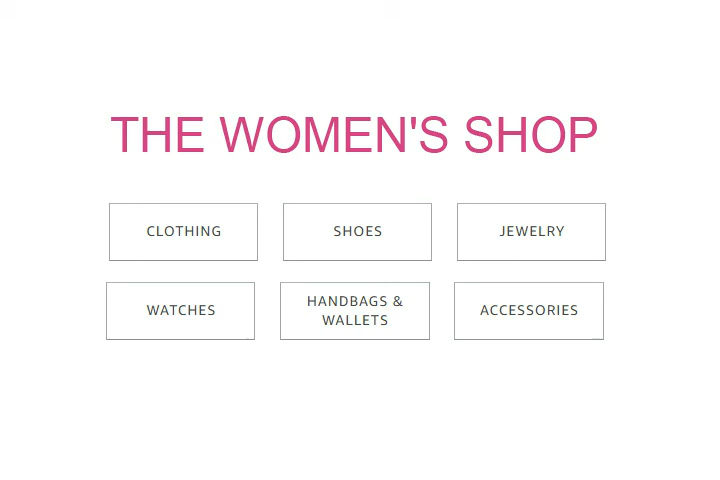 THE WOMEN'S SHOP
CLOTHING
SHOES
JEWELRY
WATCHES
HANDBAGS &
WALLETS
ACCESSORIES